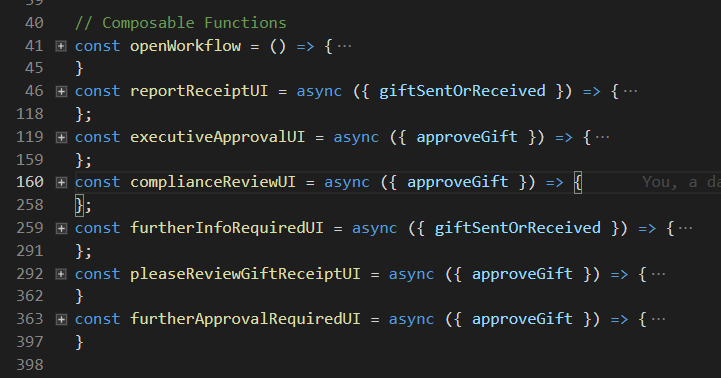 40 // Composable Functions
41 const openWorkflow = () => {···
45 }
46 const reportReceiptUI = async ({ giftSentOrReceived }) => {···
118 };
119 const executiveApprovalUI = async ({ approveGift }) => {···
159 };
160 const complianceReviewUI = async ({ approveGift }) => { You, a da
258 };
259 const furtherInfoRequiredUI = async ({ giftSentOrReceived }) => {···
291 };
292 const pleaseReviewGiftReceiptUI = async ({ approveGift }) => {···
362 }
363 const furtherApprovalRequiredUI = async ({ approveGift }) => {···
397 }
398